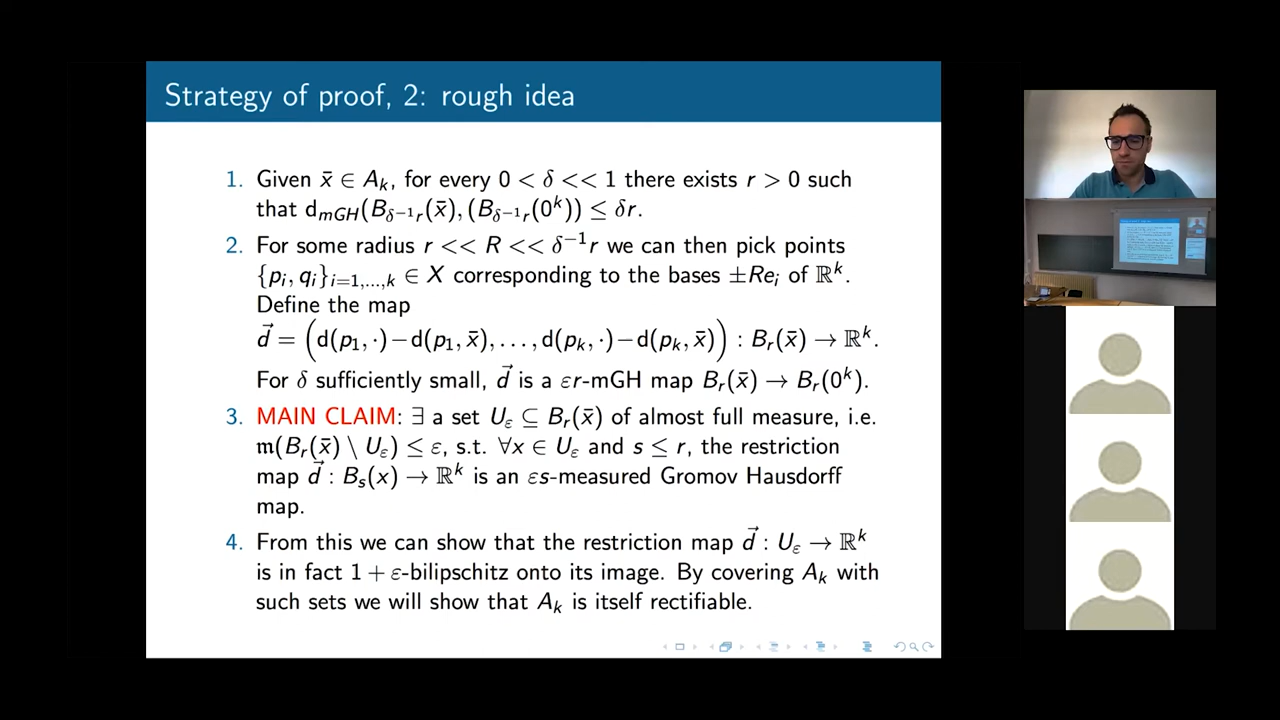 Strategy of proof, 2: rough idea
1. Given x̄ ∈ A_k, for every 0 < δ << 1 there exists r > 0 such
that d_{mGH}(B_{δ^{-1}r}(x̄), (B_{δ^{-1}r}(0^k)) ≤ δr.
2. For some radius r << R << δ^{-1}r we can then pick points
{p_i, q_i}_{i=1,...,k} ∈ X corresponding to the bases ±Re_i of ℝ^k.
Define the map
d⃗ = (d(p_1, ·)−d(p_1, x̄), . . . , d(p_k, ·)−d(p_k, x̄)) : B_r(x̄) → ℝ^k.
For δ sufficiently small, d⃗ is a εr-mGH map B_r(x̄) → B_r(0^k).
3. MAIN CLAIM: ∃ a set U_ε ⊆ B_r(x̄) of almost full measure, i.e.
𝔪(B_r(x̄) \ U_ε) ≤ ε, s.t. ∀x ∈ U_ε and s ≤ r, the restriction
map d⃗ : B_s(x) → ℝ^k is an εs-measured Gromov Hausdorff
map.
4. From this we can show that the restriction map d⃗ : U_ε → ℝ^k
is in fact 1 + ε-bilipschitz onto its image. By covering A_k with
such sets we will show that A_k is itself rectifiable.